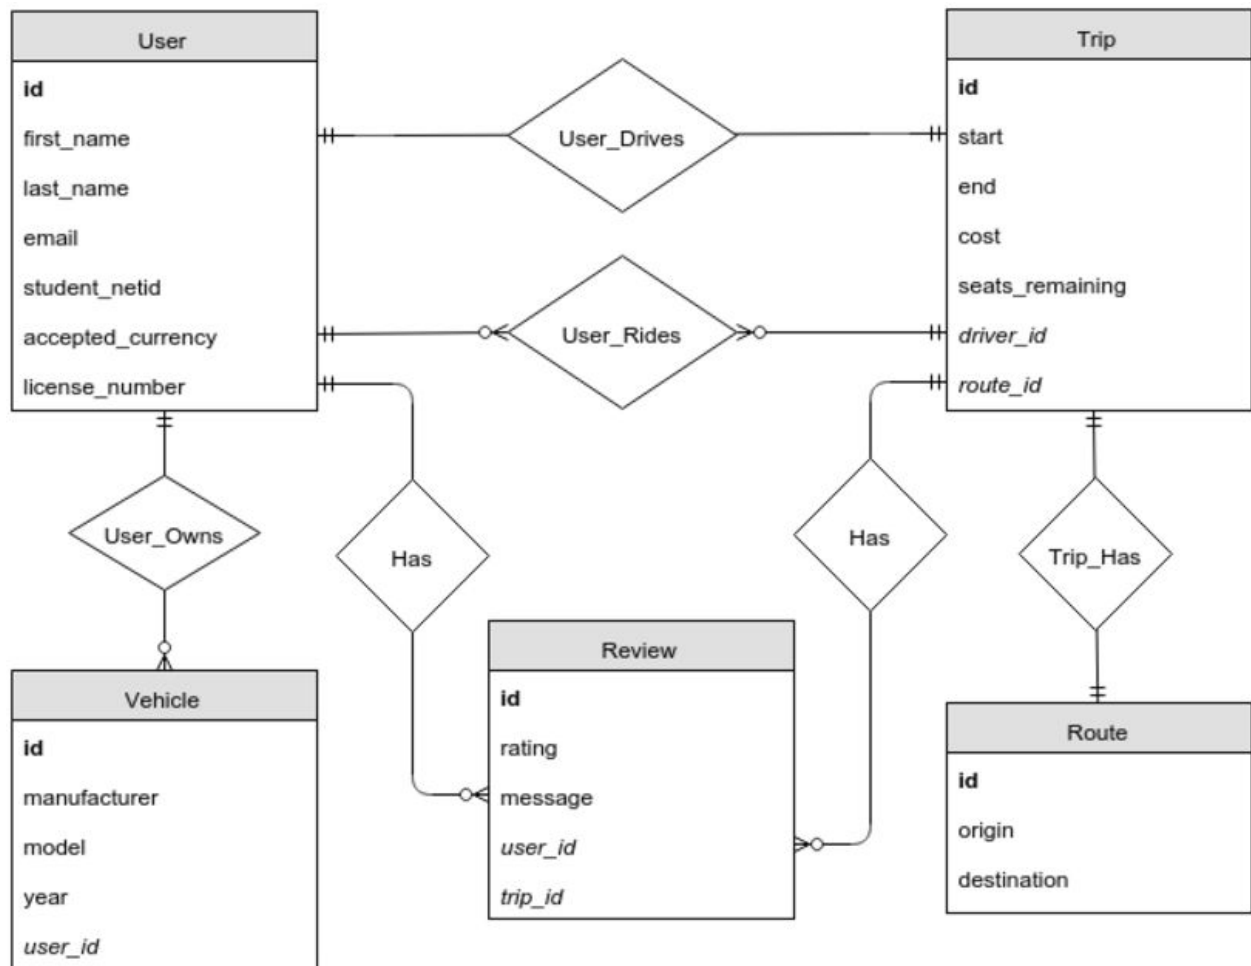 User
id
first_name
last_name
email
student_netid
accepted_currency
license_number
User_Drives
User_Rides
Trip
id
start
end
cost
seats_remaining
driver_id
route_id
User_Owns
Has
Has
Trip_Has
Vehicle
id
manufacturer
model
year
user_id
Review
id
rating
message
user_id
trip_id
Route
id
origin
destination